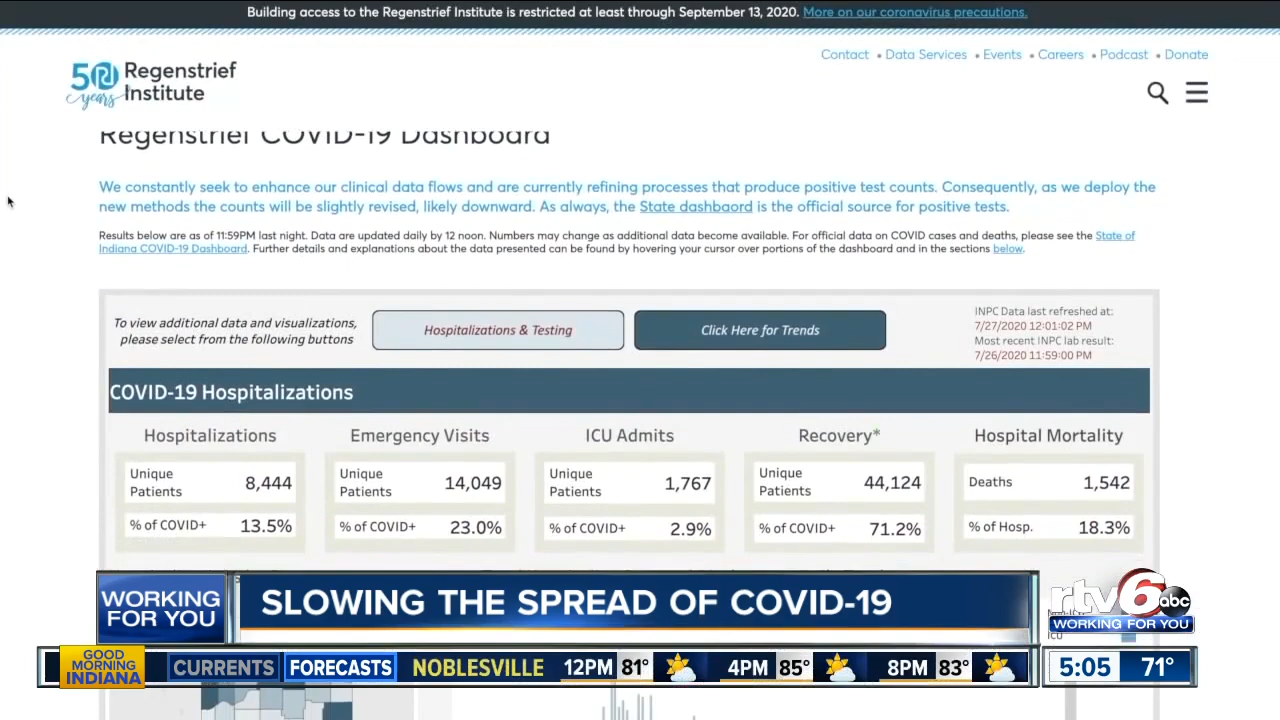 Building access to the Regenstrief Institute is restricted at least through September 13, 2020. More on our coronavirus precautions.
Contact • Data Services • Events • Careers • Podcast • Donate
50 years Regenstrief
Institute
Regenstrief COVID-19 Dashboard
We constantly seek to enhance our clinical data flows and are currently refining processes that produce positive test counts. Consequently, as we deploy the
new methods the counts will be slightly revised, likely downward. As always, the State dashbaord is the official source for positive tests.
Results below are as of 11:59PM last night. Data are updated daily by 12 noon. Numbers may change as additional data become available. For official data on COVID cases and deaths, please see the State of
Indiana COVID-19 Dashboard. Further details and explanations about the data presented can be found by hovering your cursor over portions of the dashboard and in the sections below.
To view additional data and visualizations,
please select from the following buttons
Hospitalizations & Testing
Click Here for Trends
INPC Data last refreshed at:
7/27/2020 12:01:02 PM
Most recent INPC lab result:
7/26/2020 11:59:00 PM
COVID-19 Hospitalizations
Hospitalizations
Unique
Patients 8,444
% of COVID+ 13.5%
Emergency Visits
Unique
Patients 14,049
% of COVID+ 23.0%
ICU Admits
Unique
Patients 1,767
% of COVID+ 2.9%
Recovery*
Unique
Patients 44,124
% of COVID+ 71.2%
Hospital Mortality
Deaths 1,542
% of Hosp. 18.3%
WORKING
FOR YOU
SLOWING THE SPREAD OF COVID-19
rtv6 abc
WORKING FOR YOU
ICU
GOOD
MORNING
INDIANA
CURRENTS FORECASTS NOBLESVILLE 12PM 81° 4PM 85° 8PM 83°
5:05 71°